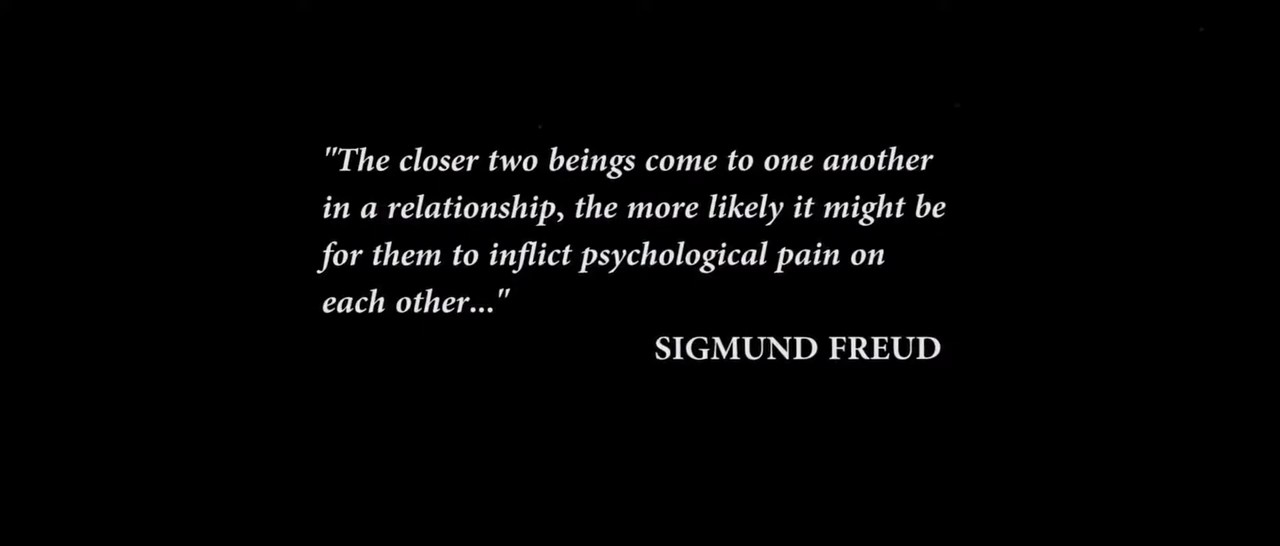 "The closer two beings come to one another
in a relationship, the more likely it might be
for them to inflict psychological pain on
each other..."
SIGMUND FREUD